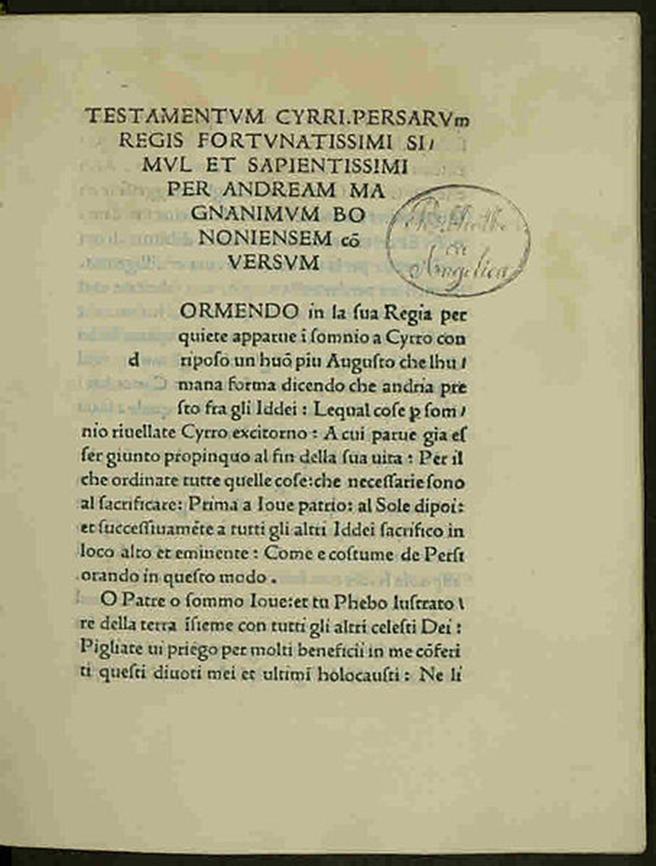 TESTAMENTVM CYRRI.PERSARVm
REGIS FORTVNATISSIMI SI/
MVL ET SAPIENTISSIMI
PER ANDREAM MA
GNANIMVM BO
NONIENSEM cõ
VERSVM
Angelica
ORMENDO in la ſua Regia per
quiete apparue ĩ ſomnio a Cyrro con
d ripoſo un huõ piu Auguſto che lhu/
mana forma dicendo che andria pre
ſto fra gli Iddei : Lequal coſe ꝑ ſom/
nio riuellate Cyrro excitorno : A cui parue gia eſ
ſer giunto propinquo al fin della ſua uita : Per il
che ordinate tutte quelle coſe:che neceſſarie ſono
al ſacrificare: Prima a Ioue patrio: al Sole dipoi:
et ſucceſſiuamẽte a tutti gli altri Iddei ſacrifico in
loco alto et eminente : Come e coſtume de Perſi
orando in queſto modo .
O Patre o ſommo Ioue:et tu Phebo luſtrato\
re della terra ĩſieme con tutti gli altri celeſti Dei :
Pigliate ui priego per molti beneficii in me cõferi
ti queſti diuoti mei et ultimi holocauſti : Ne li